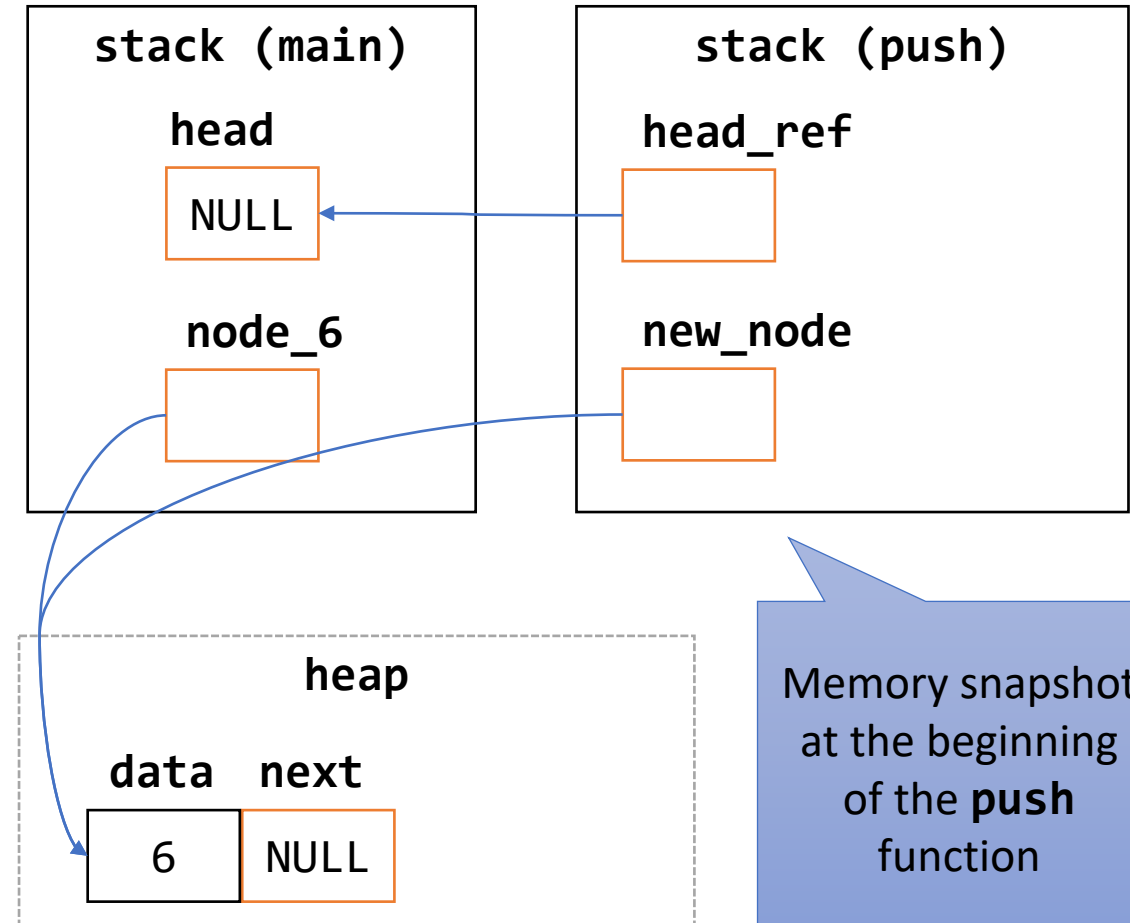 stack (main)
head
NULL
node_6
stack (push)
head_ref
new_node
heap
data next
6 NULL
Memory snapshot
at the beginning
of the push
function